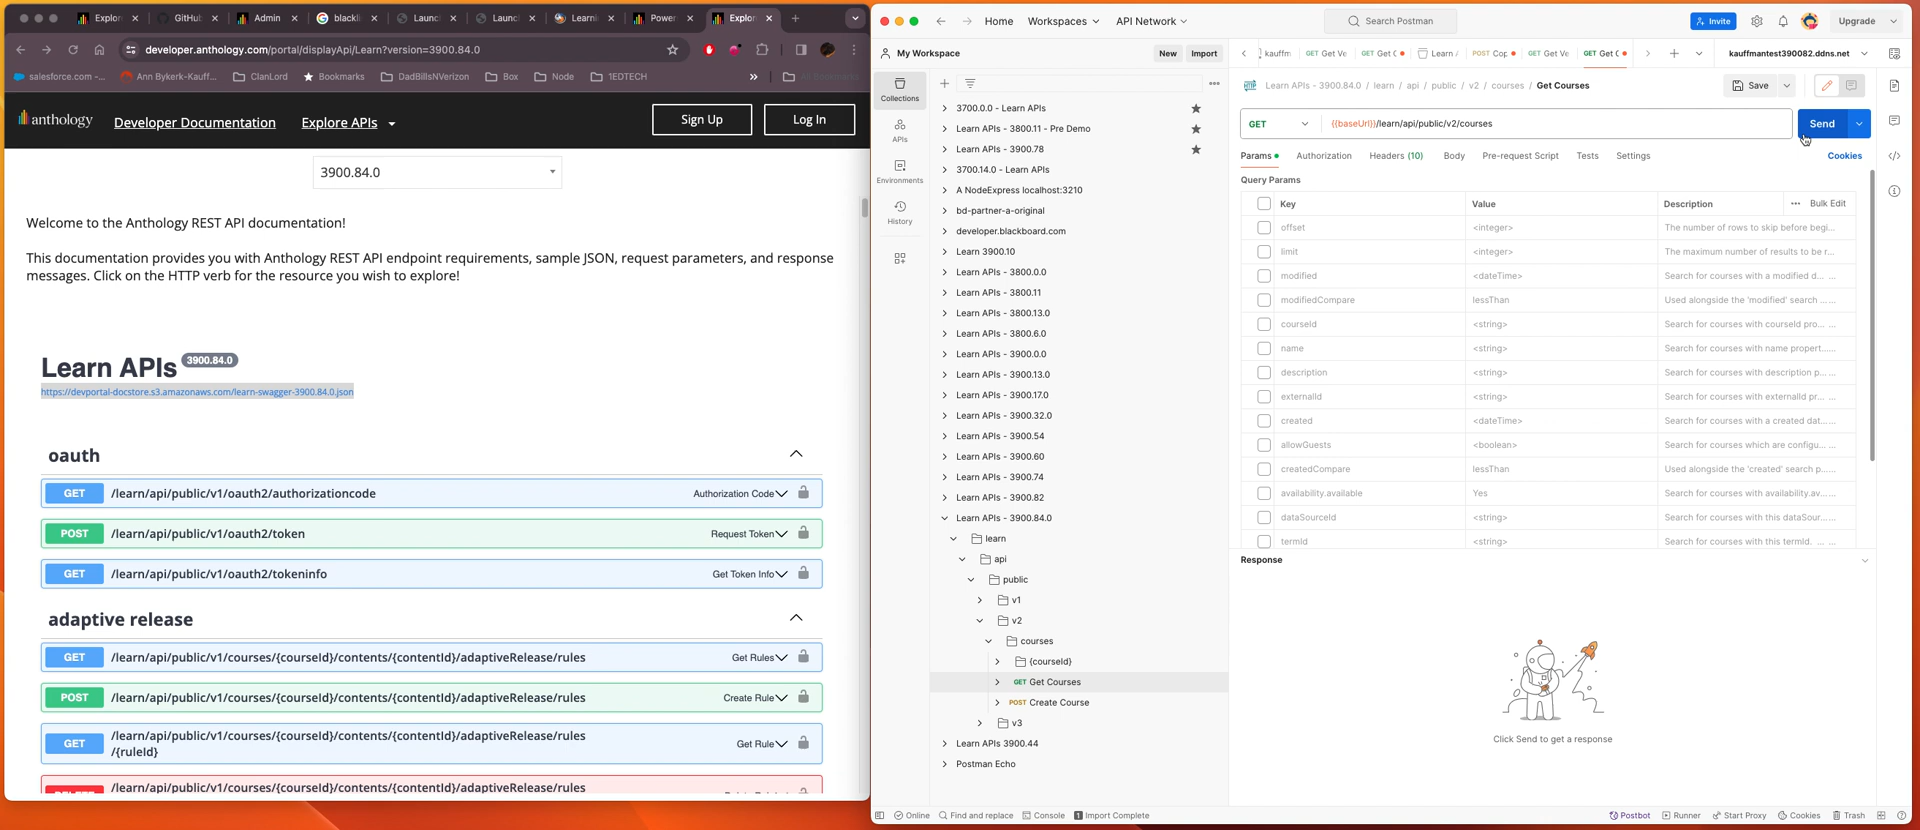 Explor
GitHub
Admin
blackli
Launc
Launc
Learni
Power
Explor
developer.anthology.com/portal/displayApi/Learn?version=3900.84.0
salesforce.com -...
Ann Bykerk-Kauff...
ClanLord
Bookmarks
DadBillsNVerizon
Box
Node
1EDTECH
»
All Bookmarks
anthology
Developer Documentation
Explore APIs
Sign Up
Log In
3900.84.0
Welcome to the Anthology REST API documentation!
This documentation provides you with Anthology REST API endpoint requirements, sample JSON, request parameters, and response
messages. Click on the HTTP verb for the resource you wish to explore!
Learn APIs 3900.84.0
https://devportal-docstore.s3.amazonaws.com/learn-swagger-3900.84.0.json
oauth
GET /learn/api/public/v1/oauth2/authorizationcode Authorization Code
POST /learn/api/public/v1/oauth2/token Request Token
GET /learn/api/public/v1/oauth2/tokeninfo Get Token Info
adaptive release
GET /learn/api/public/v1/courses/{courseId}/contents/{contentId}/adaptiveRelease/rules Get Rules
POST /learn/api/public/v1/courses/{courseId}/contents/{contentId}/adaptiveRelease/rules Create Rule
GET /learn/api/public/v1/courses/{courseId}/contents/{contentId}/adaptiveRelease/rules
/{ruleId} Get Rule
/learn/api/public/v1/courses/{courseId}/contents/{contentId}/adaptiveRelease/rules
Home
Workspaces
API Network
Search Postman
Invite
Upgrade
My Workspace
New
Import
kauffm
GET Ge Ve
GET Get C
Learn A
POST Cop
GET Get Ve
GET Get C
kauffmantest390082.ddns.net
Collections
APIs
Environments
History
3700.0.0 - Learn APIs
Learn APIs - 3800.11 - Pre Demo
Learn APIs - 3900.78
3700.14.0 - Learn APIs
A NodeExpress localhost:3210
bd-partner-a-original
developer.blackboard.com
Learn 3900.10
Learn APIs - 3800.0.0
Learn APIs - 3800.11
Learn APIs - 3800.13.0
Learn APIs - 3800.6.0
Learn APIs - 3900.0.0
Learn APIs - 3900.13.0
Learn APIs - 3900.17.0
Learn APIs - 3900.32.0
Learn APIs - 3900.54
Learn APIs - 3900.60
Learn APIs - 3900.74
Learn APIs - 3900.82
Learn APIs - 3900.84.0
learn
api
public
v1
v2
courses
{courseId}
GET Get Courses
POST Create Course
v3
Learn APIs 3900.44
Postman Echo
HTTP Learn APIs - 3900.84.0 / learn / api / public / v2 / courses / Get Courses
Save
GET {{baseUrl}}/learn/api/public/v2/courses
Send
Params
Authorization
Headers (10)
Body
Pre-request Script
Tests
Settings
Cookies
Query Params
Key Value Description Bulk Edit
offset <integer> The number of rows to skip before begi...
limit <integer> The maximum number of results to be r...
modified <dateTime> Search for courses with a modified d... ...
modifiedCompare lessThan Used alongside the 'modified' search ......
courseId <string> Search for courses with courseId pro... ...
name <string> Search for courses with name propert......
description <string> Search for courses with description p... ...
externalId <string> Search for courses with externalId pr... ...
created <dateTime> Search for courses with a created dat......
allowGuests <boolean> Search for courses which are configu... ...
createdCompare lessThan Used alongside the 'created' search p......
availability.available Yes Search for courses with availability.av... ...
dataSourceId <string> Search for courses with this dataSour... ...
termId <string> Search for courses with this termId. ... ...
Response
Click Send to get a response
Online
Find and replace
Console
1 Import Complete
Postbot
Runner
Start Proxy
Cookies
Trash